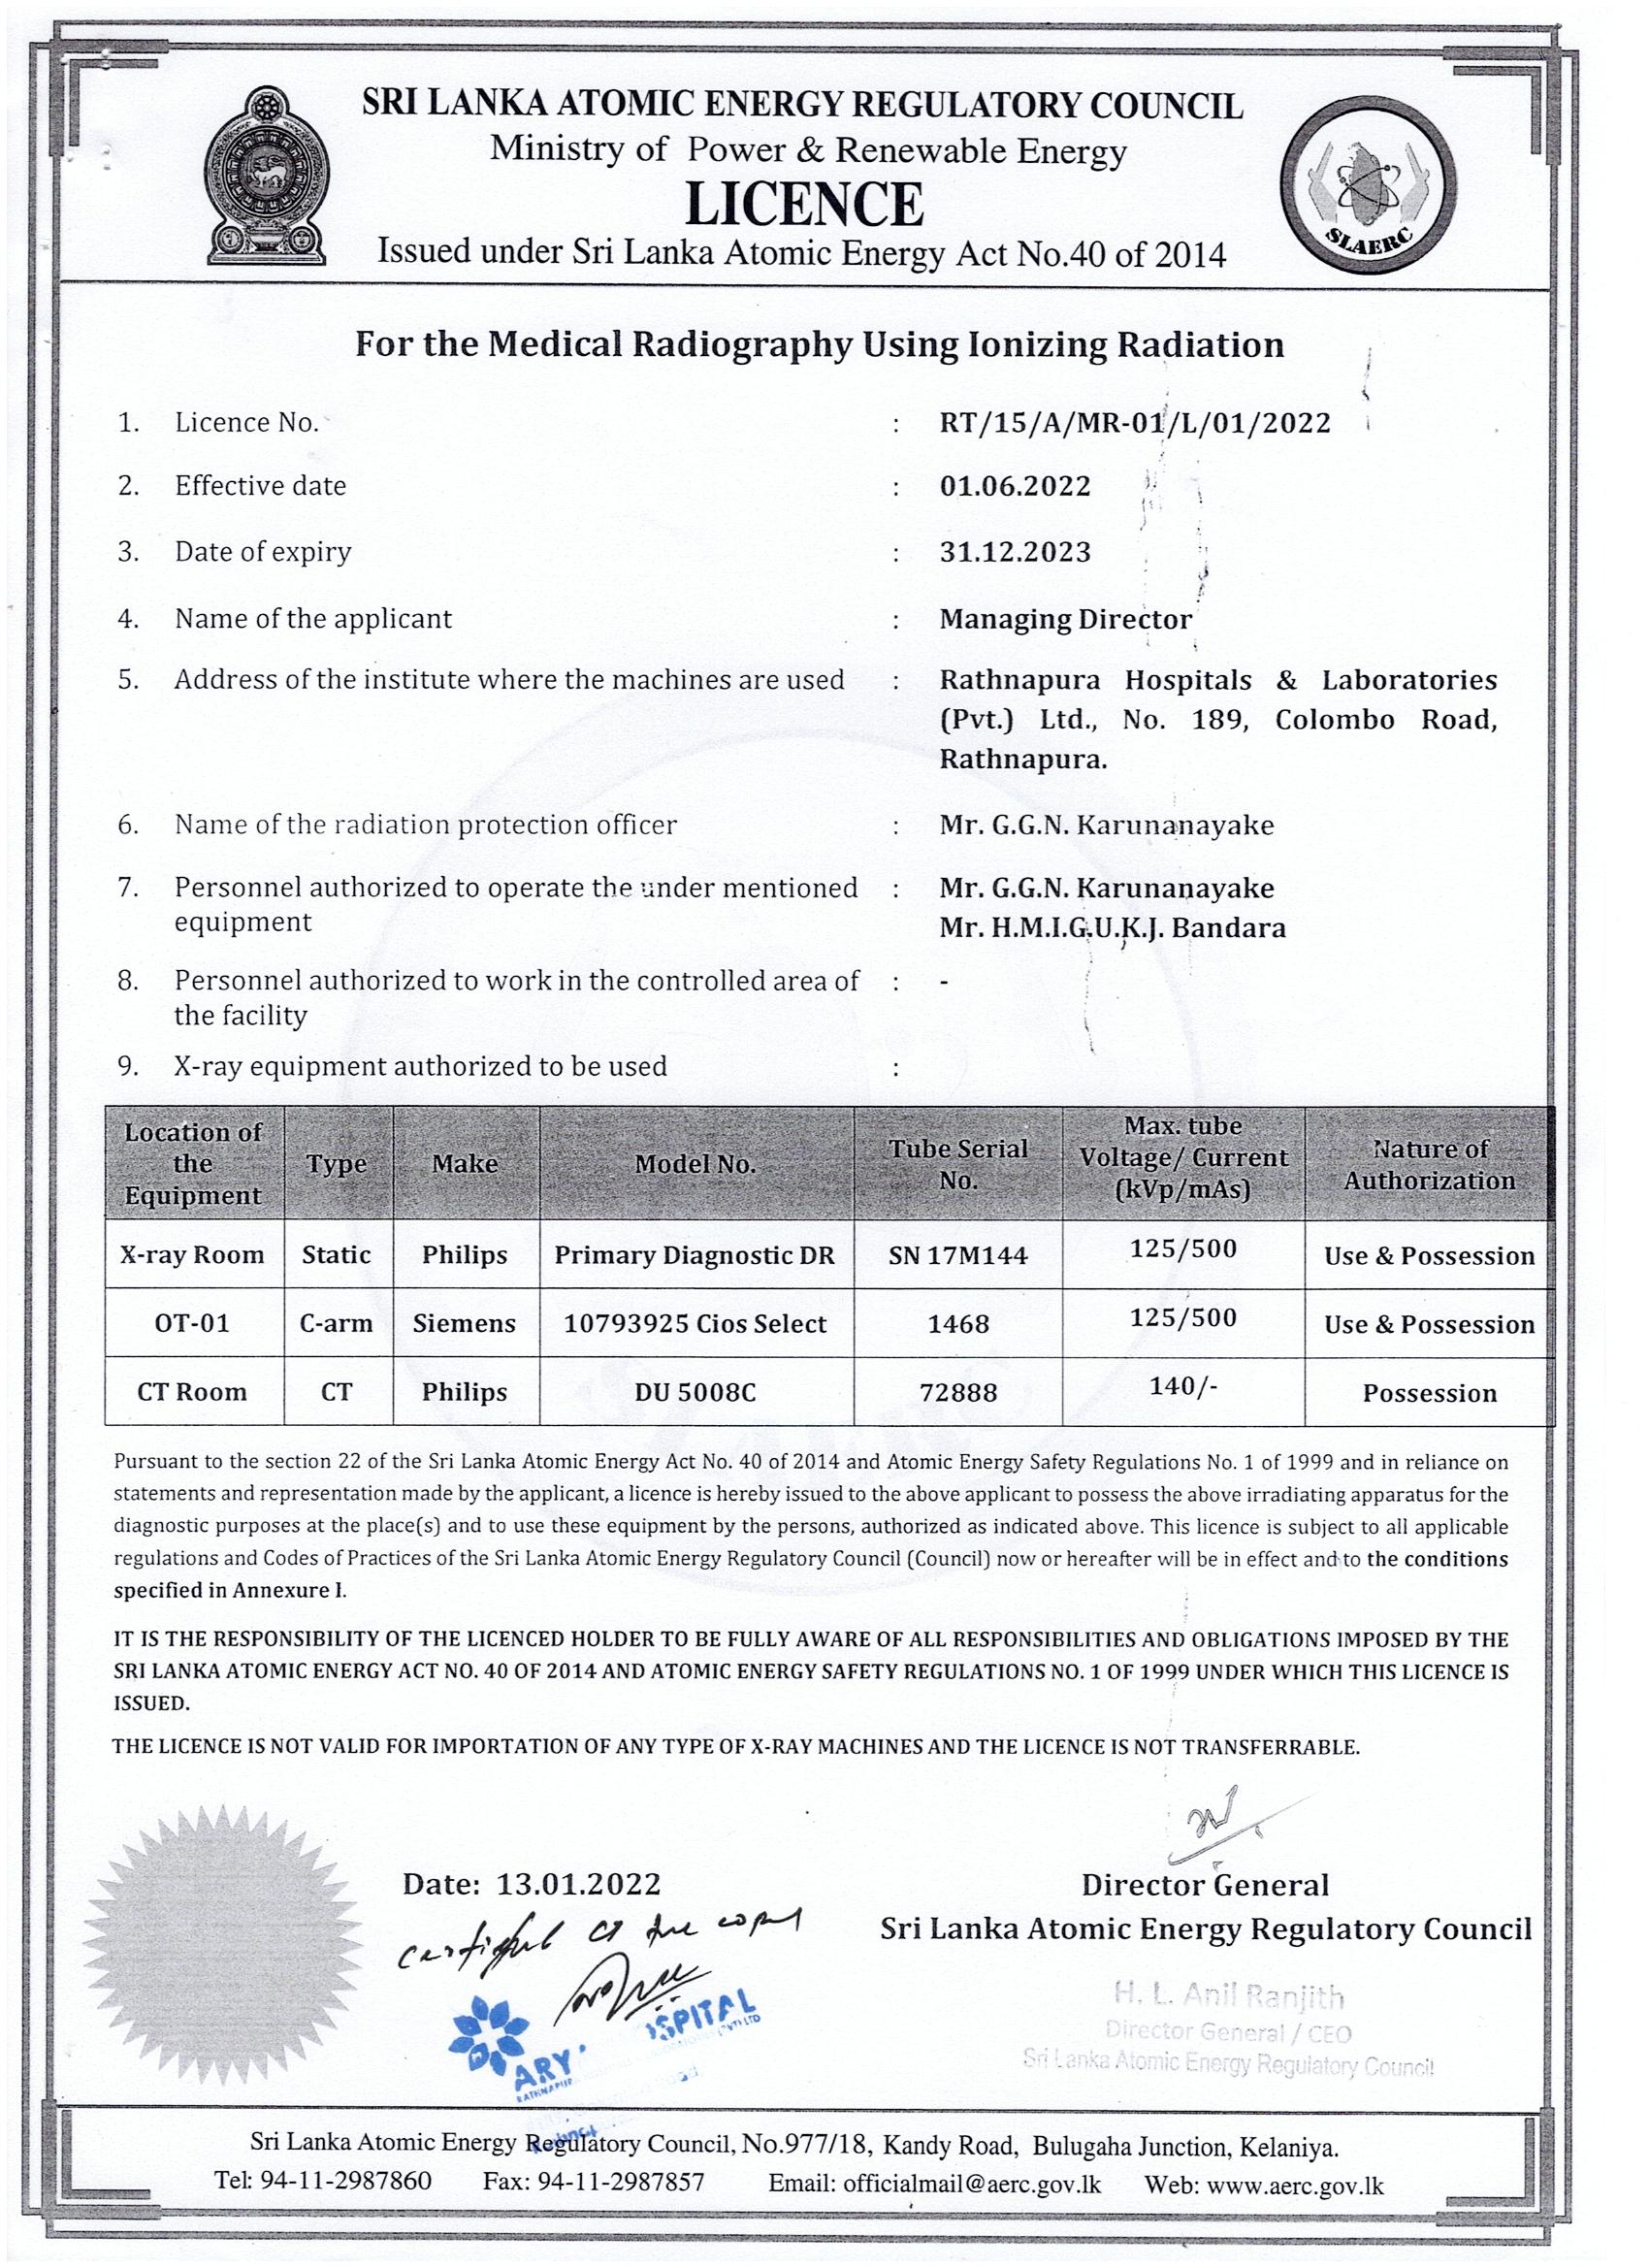 SRI LANKA ATOMIC ENERGY REGULATORY COUNCIL
Ministry of Power & Renewable Energy
LICENCE
Issued under Sri Lanka Atomic Energy Act No.40 of 2014
SLAERC
For the Medical Radiography Using Ionizing Radiation
1. Licence No. : RT/15/A/MR-01/L/01/2022
2. Effective date : 01.06.2022
3. Date of expiry : 31.12.2023
4. Name of the applicant : Managing Director
5. Address of the institute where the machines are used : Rathnapura Hospitals & Laboratories
(Pvt.) Ltd., No. 189, Colombo Road,
Rathnapura.
6. Name of the radiation protection officer : Mr. G.G.N. Karunanayake
7. Personnel authorized to operate the under mentioned : Mr. G.G.N. Karunanayake
equipment Mr. H.M.I.G.U.K.J. Bandara
8. Personnel authorized to work in the controlled area of : -
the facility
9. X-ray equipment authorized to be used :
Location of the Equipment Type Make Model No. Tube Serial No. Max. tube Voltage/ Current (kVp/mAs) Nature of Authorization
X-ray Room Static Philips Primary Diagnostic DR SN 17M144 125/500 Use & Possession
OT-01 C-arm Siemens 10793925 Cios Select 1468 125/500 Use & Possession
CT Room CT Philips DU 5008C 72888 140/- Possession
Pursuant to the section 22 of the Sri Lanka Atomic Energy Act No. 40 of 2014 and Atomic Energy Safety Regulations No. 1 of 1999 and in reliance on
statements and representation made by the applicant, a licence is hereby issued to the above applicant to possess the above irradiating apparatus for the
diagnostic purposes at the place(s) and to use these equipment by the persons, authorized as indicated above. This licence is subject to all applicable
regulations and Codes of Practices of the Sri Lanka Atomic Energy Regulatory Council (Council) now or hereafter will be in effect and to the conditions
specified in Annexure I.
IT IS THE RESPONSIBILITY OF THE LICENCED HOLDER TO BE FULLY AWARE OF ALL RESPONSIBILITIES AND OBLIGATIONS IMPOSED BY THE
SRI LANKA ATOMIC ENERGY ACT NO. 40 OF 2014 AND ATOMIC ENERGY SAFETY REGULATIONS NO. 1 OF 1999 UNDER WHICH THIS LICENCE IS
ISSUED.
THE LICENCE IS NOT VALID FOR IMPORTATION OF ANY TYPE OF X-RAY MACHINES AND THE LICENCE IS NOT TRANSFERRABLE.
Date: 13.01.2022
Director General
Sri Lanka Atomic Energy Regulatory Council
H. L. Anil Ranjith
Director General / CEO
Sri Lanka Atomic Energy Regulatory Council
ARY OSPITAL
Sri Lanka Atomic Energy Regulatory Council, No.977/18, Kandy Road, Bulugaha Junction, Kelaniya.
Tel: 94-11-2987860 Fax: 94-11-2987857 Email: officialmail@aerc.gov.lk Web: www.aerc.gov.lk